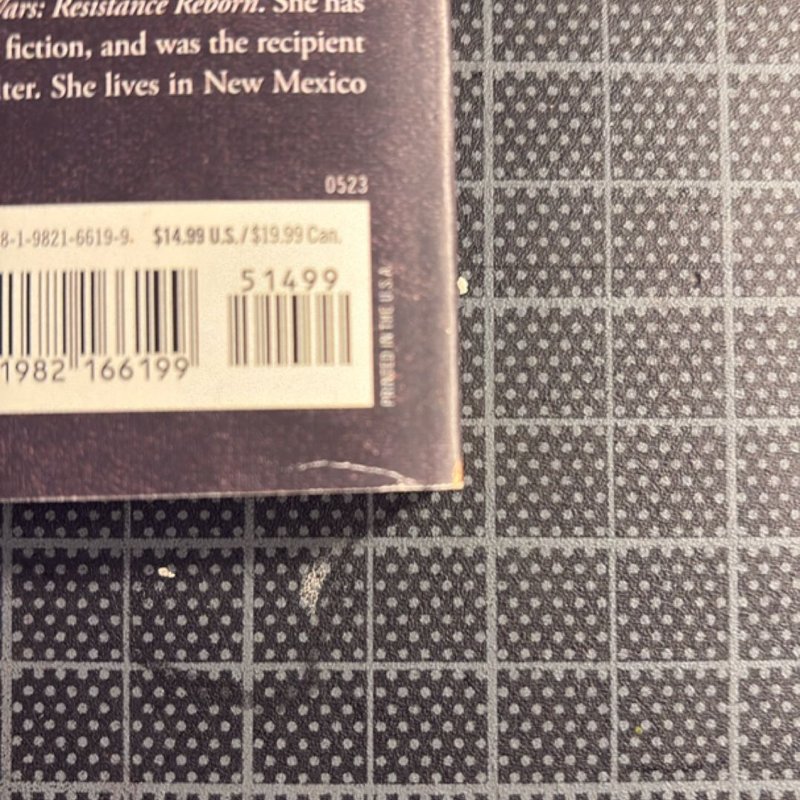 Wars: Resistance Reborn. She has
fiction, and was the recipient
She lives in New Mexico
0523
8-1-9821-6619-9. $14.99 U.S./$19.99 Can.
51499
1982 166199
PRINTED IN THE U.S.A.